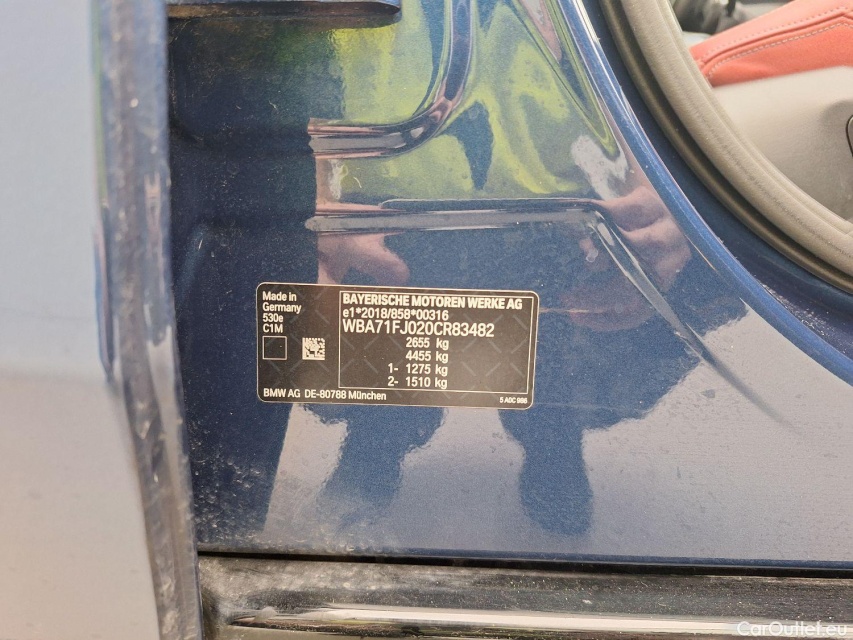 Made in
Germany
530e
C1M
BAYERISCHE MOTOREN WERKE AG
e1*2018/858*00316
WBA71FJ020CR83482
2655 kg
4455 kg
1- 1275 kg
2- 1510 kg
BMW AG DE-80788 München
5 A0C 986
CarOutlet.eu